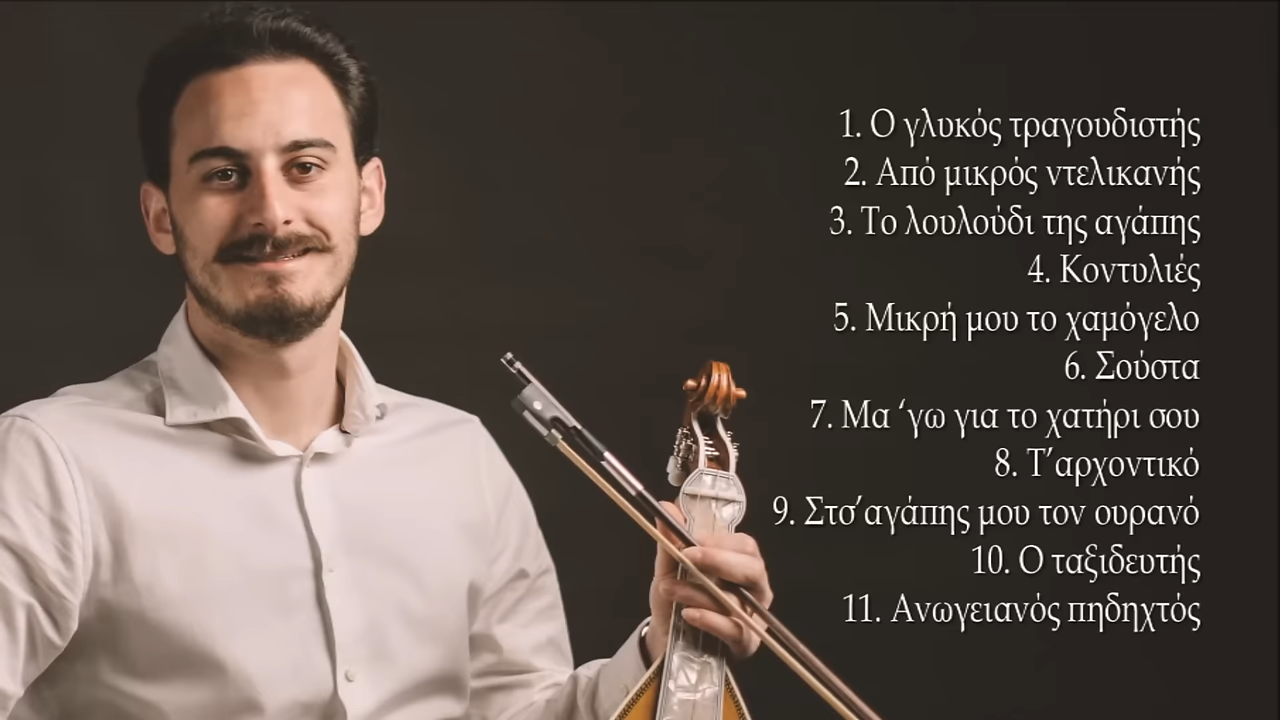 1. Ο γλυκός τραγουδιστής
2. Από μικρός ντελικανής
3. Το λουλούδι της αγάπης
4. Κοντυλιές
5. Μικρή μου το χαμόγελο
6. Σούστα
7. Μα ‘γω για το χατήρι σου
8. Τ’αρχοντικό
9. Στσ’αγάπης μου τον ουρανό
10. Ο ταξιδευτής
11. Ανωγειανός πηδηχτός